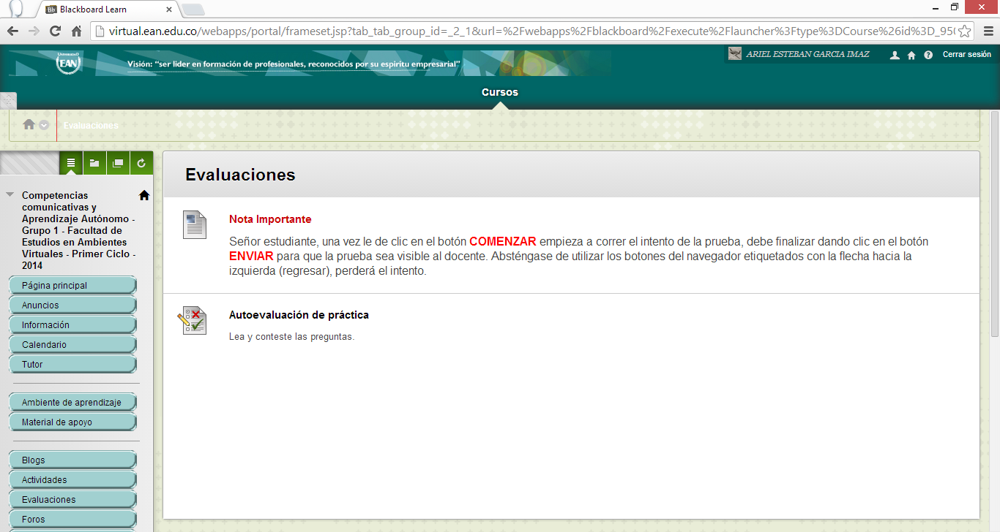 Blackboard Learn
virtual.ean.edu.co/webapps/portal/frameset.jsp?tab_tab_group_id=_2_1&url=%2Fwebapps%2Fblackboard%2Fexecute%2Flauncher%3Ftype%3DCourse%26id%3D_950
UNIVERSIDAD
EAN
Visión: "ser lider en formación de profesionales, reconocidos por su espiritu empresarial"
ARIEL ESTEBAN GARCIA IMAZ
Cerrar sesión
Cursos
Evaluaciones
Competencias
comunicativas y
Aprendizaje Autónomo -
Grupo 1 - Facultad de
Estudios en Ambientes
Virtuales - Primer Ciclo -
2014
Página principal
Anuncios
Información
Calendario
Tutor
Ambiente de aprendizaje
Material de apoyo
Blogs
Actividades
Evaluaciones
Foros
Evaluaciones
Nota Importante
Señor estudiante, una vez le de clic en el botón COMENZAR empieza a correr el intento de la prueba, debe finalizar dando clic en el botón
ENVIAR para que la prueba sea visible al docente. Absténgase de utilizar los botones del navegador etiquetados con la flecha hacia la
izquierda (regresar), perderá el intento.
Autoevaluación de práctica
Lea y conteste las preguntas.